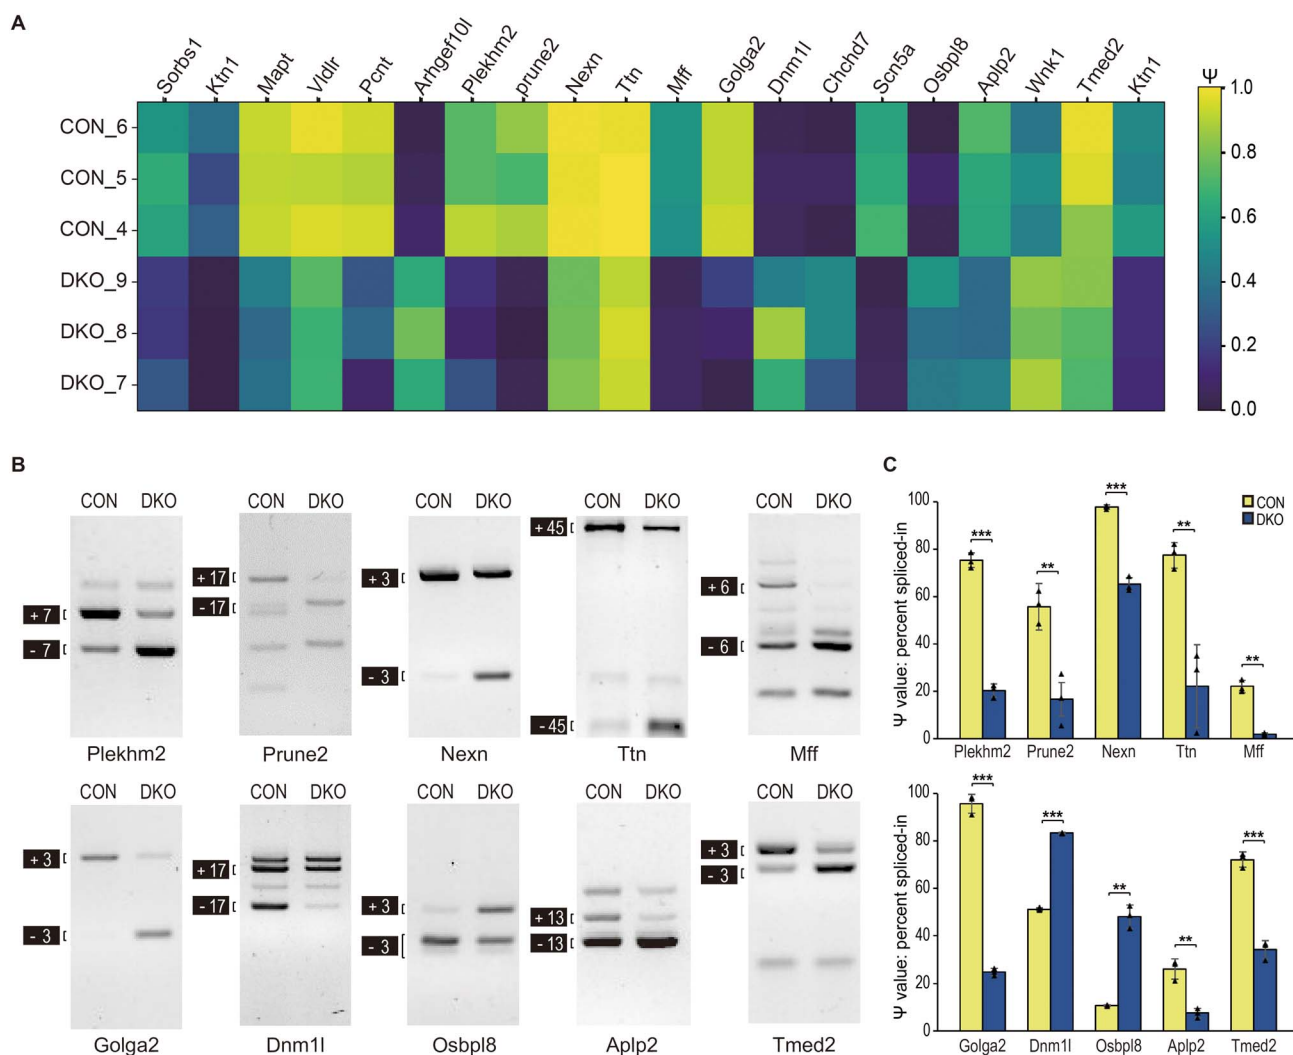 A
Sorbs1 Ktn1 Mapt Vldlr Pcnt Arhgef10l Plekhm2 prune2 Nexn Ttn Mff Golga2 Dnm1l Chchd7 Scn5a Osbpl8 Aplp2 Wnk1 Tmed2 Ktn1
Ψ
CON_6
CON_5
CON_4
DKO_9
DKO_8
DKO_7
1.0
0.8
0.6
0.4
0.2
0.0
B
CON DKO
+ 7
- 7
Plekhm2
CON DKO
+ 17
- 17
Prune2
CON DKO
+ 3
- 3
Nexn
CON DKO
+ 45
- 45
Ttn
CON DKO
+ 6
- 6
Mff
CON DKO
+ 3
- 3
Golga2
CON DKO
+ 17
- 17
Dnm1l
CON DKO
+ 3
- 3
Osbpl8
CON DKO
+ 13
- 13
Aplp2
CON DKO
+ 3
- 3
Tmed2
C
Ψ value: percent spliced-in
100
80
60
40
20
0
*** ** *** ** **
CON
DKO
Plekhm2 Prune2 Nexn Ttn Mff
Ψ value: percent spliced-in
100
80
60
40
20
0
*** *** ** ** ***
Golga2 Dnm1l Osbpl8 Aplp2 Tmed2